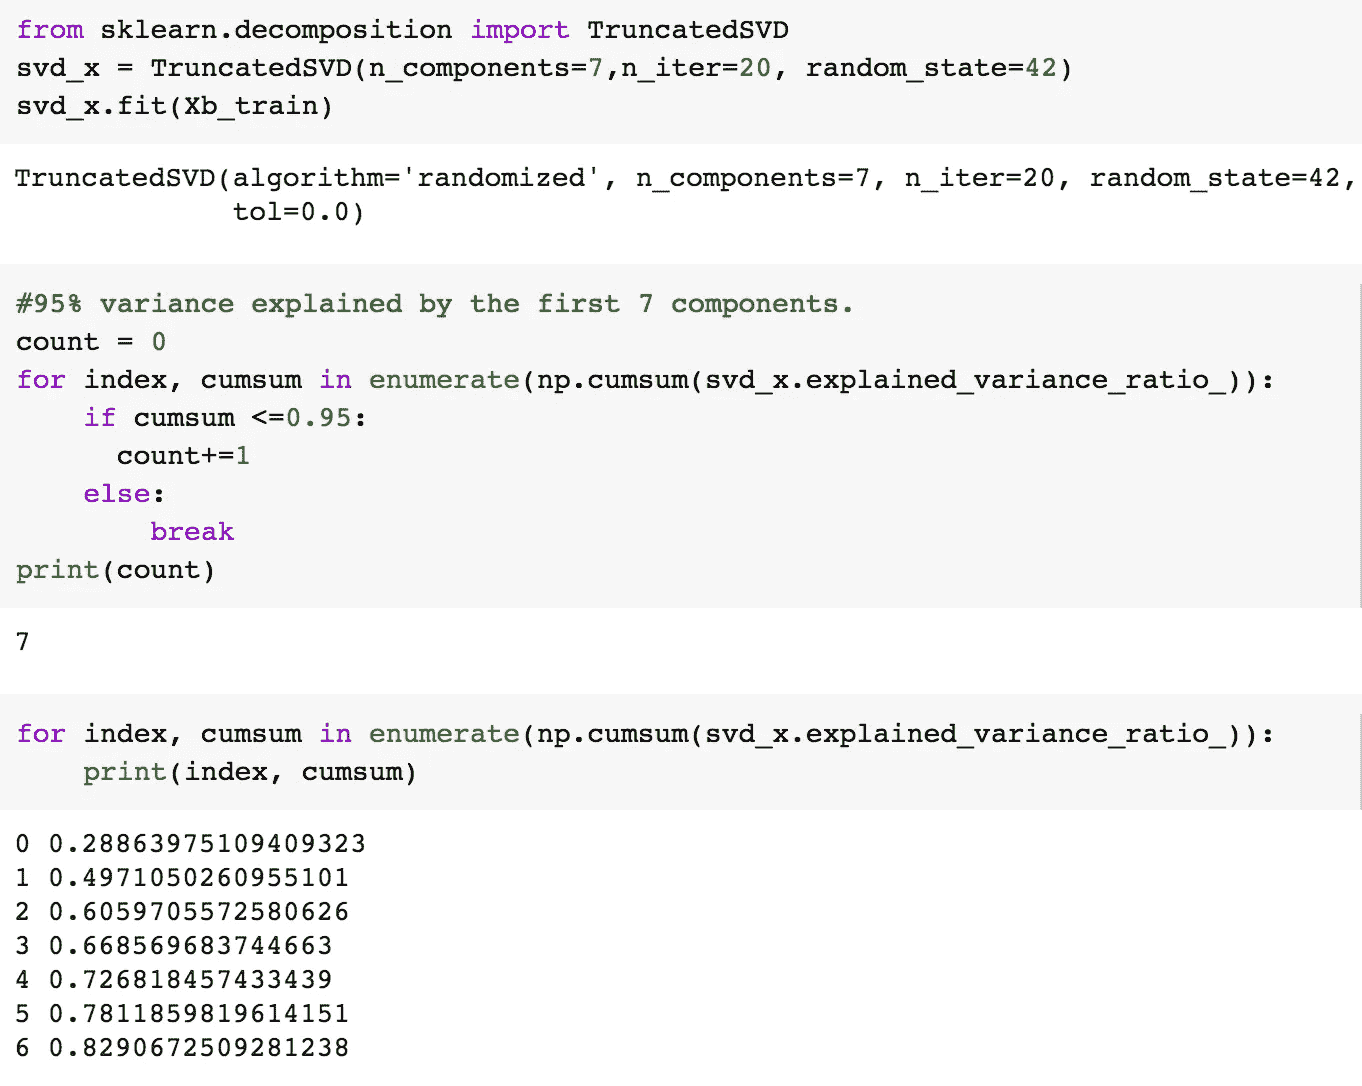 from sklearn.decomposition import TruncatedSVD
svd_x = TruncatedSVD(n_components=7,n_iter=20, random_state=42)
svd_x.fit(Xb_train)
TruncatedSVD(algorithm='randomized', n_components=7, n_iter=20, random_state=42,
             tol=0.0)
#95% variance explained by the first 7 components.
count = 0
for index, cumsum in enumerate(np.cumsum(svd_x.explained_variance_ratio_)):
    if cumsum <=0.95:
      count+=1
    else:
        break
print(count)
7
for index, cumsum in enumerate(np.cumsum(svd_x.explained_variance_ratio_)):
    print(index, cumsum)
0 0.28863975109409323
1 0.4971050260955101
2 0.6059705572580626
3 0.668569683744663
4 0.726818457433439
5 0.7811859819614151
6 0.8290672509281238